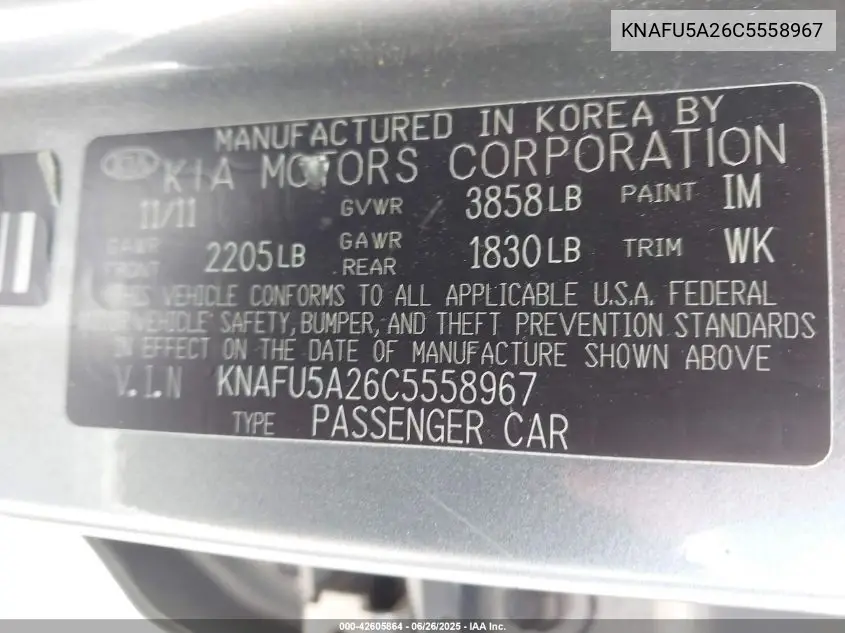 KNAFU5A26C5558967
MANUFACTURED IN KOREA BY
KIA KIA MOTORS CORPORATION
11/11 GVWR 3858LB PAINT IM
GAWR FRONT 2205LB GAWR REAR 1830LB TRIM WK
THIS VEHICLE CONFORMS TO ALL APPLICABLE U.S.A. FEDERAL
VEHICLE SAFETY, BUMPER, AND THEFT PREVENTION STANDARDS
IN EFFECT ON THE DATE OF MANUFACTURE SHOWN ABOVE
V.I.N KNAFU5A26C5558967
TYPE PASSENGER CAR
000-42605864 - 06/26/2025 - IAA Inc.